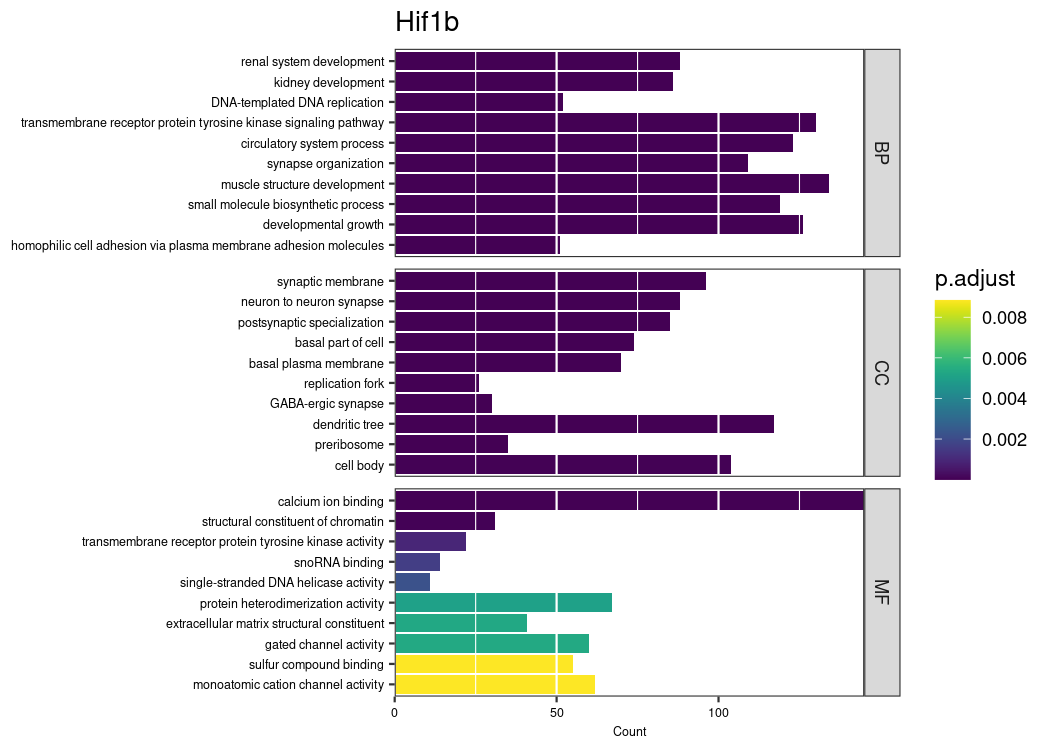 Hif1b
renal system development
kidney development
DNA-templated DNA replication
transmembrane receptor protein tyrosine kinase signaling pathway
circulatory system process
synapse organization
muscle structure development
small molecule biosynthetic process
developmental growth
homophilic cell adhesion via plasma membrane adhesion molecules
BP
synaptic membrane
neuron to neuron synapse
postsynaptic specialization
basal part of cell
basal plasma membrane
replication fork
GABA-ergic synapse
dendritic tree
preribosome
cell body
CC
calcium ion binding
structural constituent of chromatin
transmembrane receptor protein tyrosine kinase activity
snoRNA binding
single-stranded DNA helicase activity
protein heterodimerization activity
extracellular matrix structural constituent
gated channel activity
sulfur compound binding
monoatomic cation channel activity
MF
0 50 100
Count
p.adjust
0.008
0.006
0.004
0.002